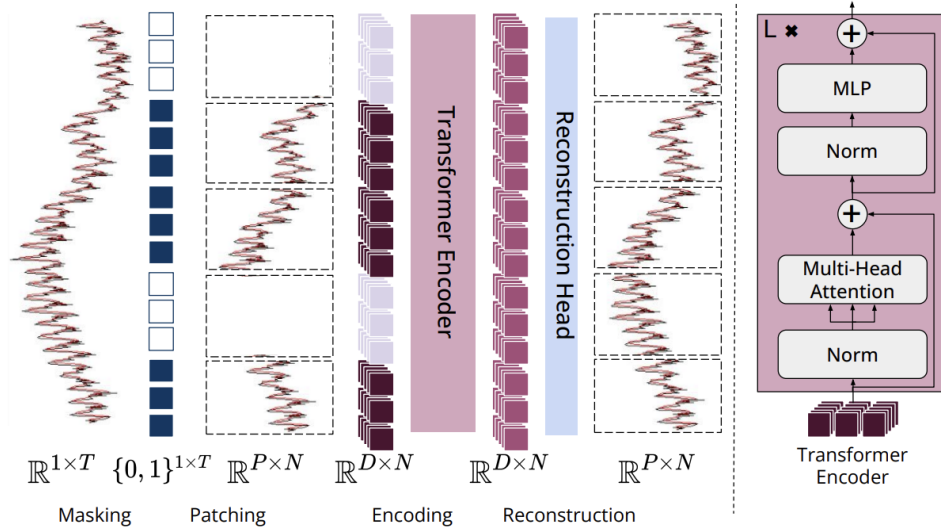 Transformer Encoder
Reconstruction Head
ℝ^{1×T}
{0, 1}^{1×T}
ℝ^{P×N}
ℝ^{D×N}
ℝ^{D×N}
ℝ^{P×N}
Masking
Patching
Encoding
Reconstruction
L ✖
+
MLP
Norm
+
Multi-Head
Attention
Norm
Transformer
Encoder